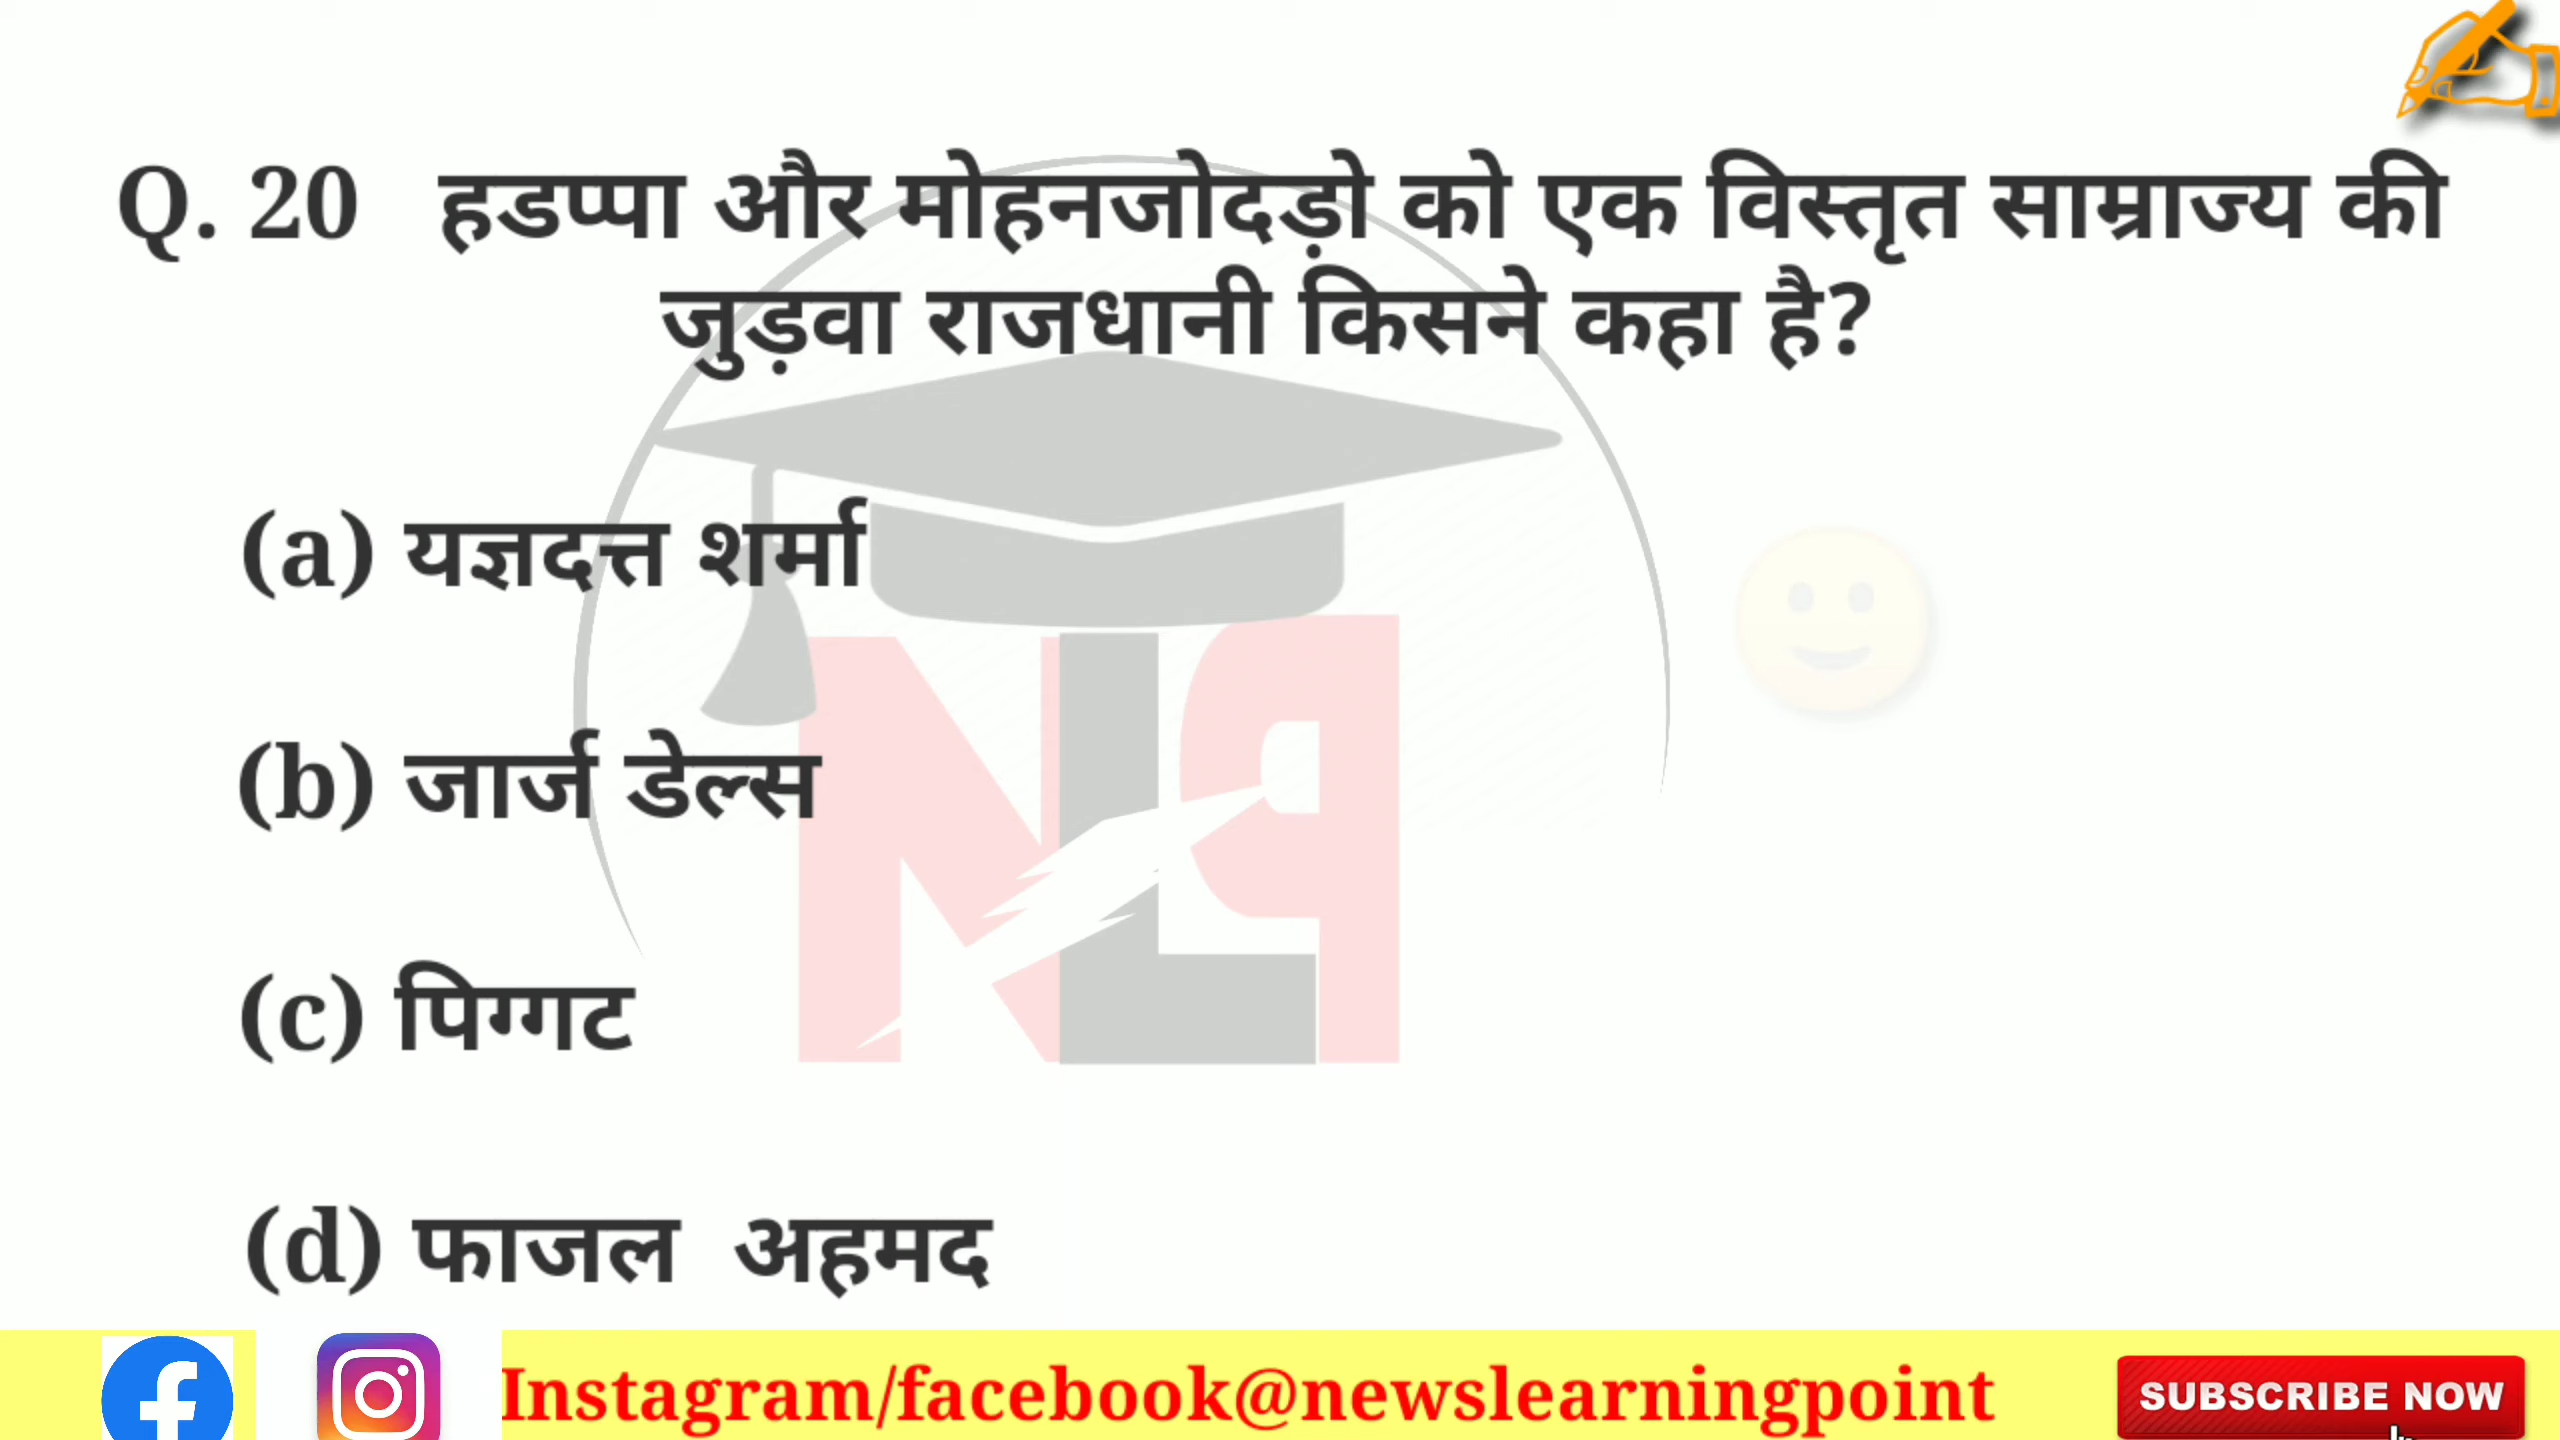 Q. 20 हडप्पा और मोहनजोदड़ो को एक विस्तृत साम्राज्य की
जुड़वा राजधानी किसने कहा है?
(a) यज्ञदत्त शर्मा
(b) जार्ज डेल्स
(c) पिग्गट
(d) फाजल अहमद
NLP
Instagram/facebook@newslearningpoint
SUBSCRIBE NOW